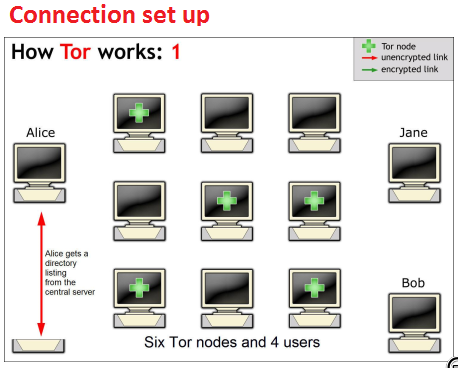 Connection set up
How Tor works: 1
Tor node
unencrypted link
encrypted link
Alice
Jane
Alice gets a
directory
listing
from the
central server
Bob
Six Tor nodes and 4 users